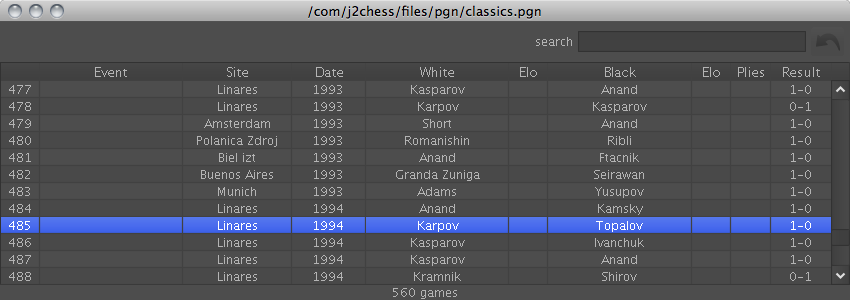 /com/j2chess/files/pgn/classics.pgn
search
Event Site Date White Elo Black Elo Plies Result
477 Linares 1993 Kasparov Anand 1-0
478 Linares 1993 Karpov Kasparov 0-1
479 Amsterdam 1993 Short Anand 1-0
480 Polanica Zdroj 1993 Romanishin Ribli 1-0
481 Biel izt 1993 Anand Ftacnik 1-0
482 Buenos Aires 1993 Granda Zuniga Seirawan 1-0
483 Munich 1993 Adams Yusupov 1-0
484 Linares 1994 Anand Kamsky 1-0
485 Linares 1994 Karpov Topalov 1-0
486 Linares 1994 Kasparov Ivanchuk 1-0
487 Linares 1994 Kasparov Anand 1-0
488 Linares 1994 Kramnik Shirov 0-1
560 games